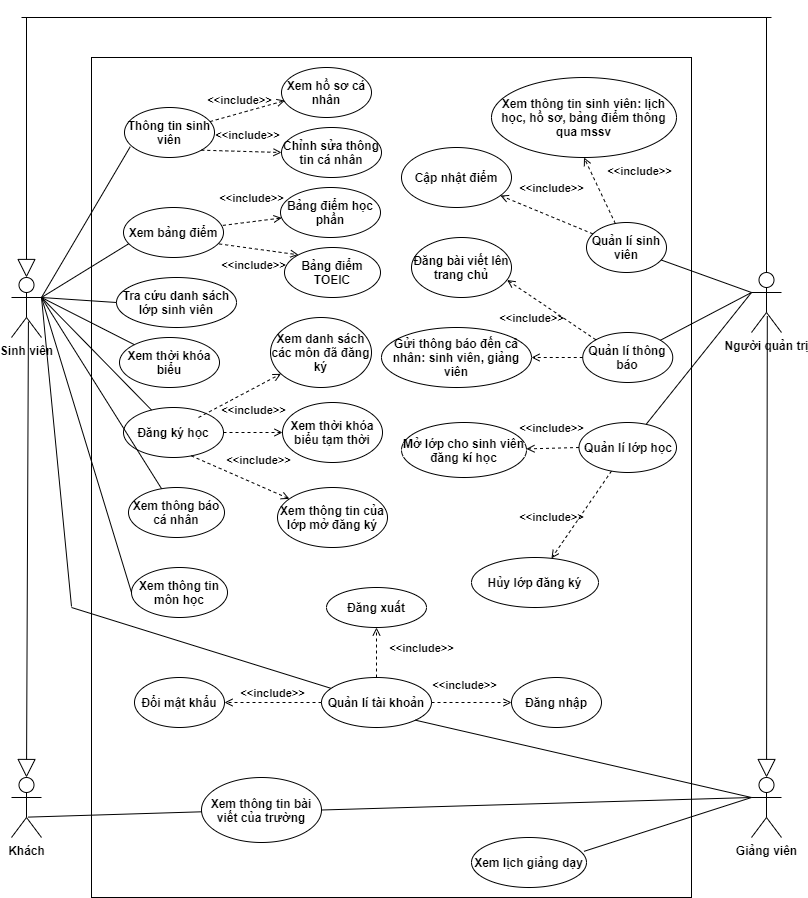 Xem hồ sơ cá
nhân
<<include>>
Thông tin sinh
viên
<<include>>
Chỉnh sửa thông
tin cá nhân
Xem thông tin sinh viên: lịch
học, hồ sơ, bảng điểm thông
qua mssv
<<include>>
Cập nhật điểm
<<include>>
<<include>>
Bảng điểm học
phần
Xem bảng điểm
Quản lí sinh
viên
<<include>>
Bảng điểm
TOEIC
Đăng bài viết lên
trang chủ
Tra cứu danh sách
lớp sinh viên
<<include>>
Sinh viên
Người quản trị
Xem thời khóa
biểu
Xem danh sách
các môn đã đăng
ký
Gửi thông báo đến cá
nhân: sinh viên, giảng
viên
Quản lí thông
báo
<<include>>
Đăng ký học
Xem thời khóa
biểu tạm thời
<<include>>
<<include>>
Mở lớp cho sinh viên
đăng kí học
Quản lí lớp học
Xem thông báo
cá nhân
Xem thông tin của
lớp mở đăng ký
<<include>>
Xem thông tin
môn học
Hủy lớp đăng ký
Đăng xuất
<<include>>
<<include>>
<<include>>
Đổi mật khẩu
Quản lí tài khoản
Đăng nhập
Xem thông tin bài
viết của trường
Khách
Giảng viên
Xem lịch giảng dạy